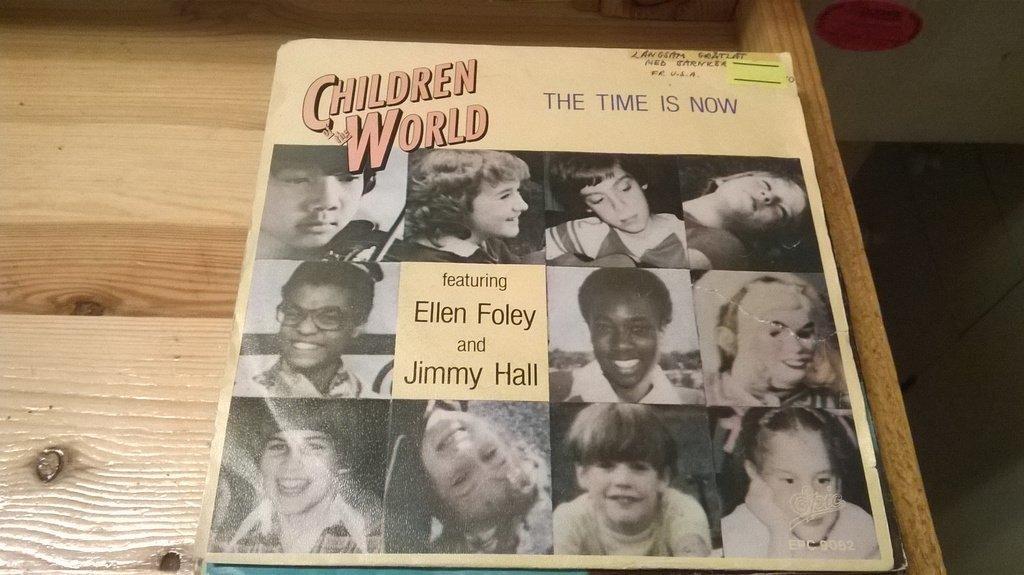 CHILDREN
of the
WORLD
THE TIME IS NOW
LÅNGSAM GRÅTLÅT
MED BARNKÖR
FR U.S.A.
featuring
Ellen Foley
and
Jimmy Hall
Epic
EPC 9082